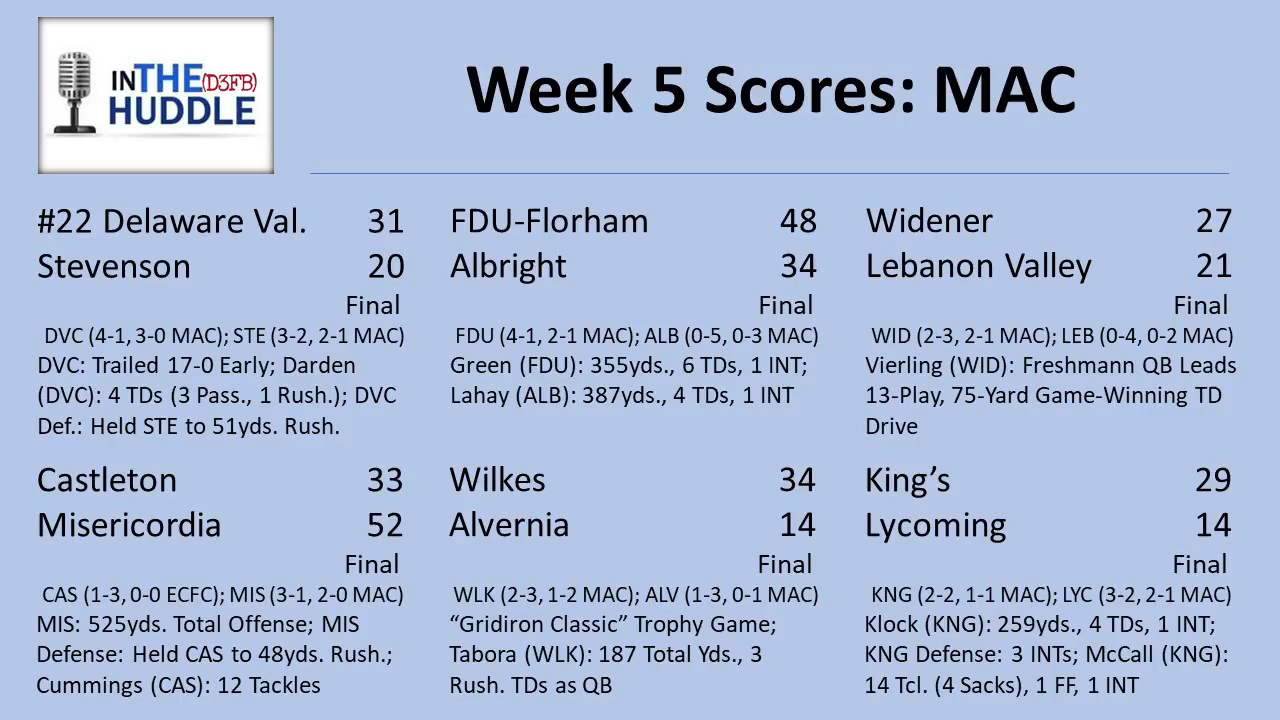 INTHE(D3FB)
HUDDLE
Week 5 Scores: MAC
#22 Delaware Val. 31
Stevenson 20
Final
DVC (4-1, 3-0 MAC); STE (3-2, 2-1 MAC)
DVC: Trailed 17-0 Early; Darden
(DVC): 4 TDs (3 Pass., 1 Rush.); DVC
Def.: Held STE to 51yds. Rush.
FDU-Florham 48
Albright 34
Final
FDU (4-1, 2-1 MAC); ALB (0-5, 0-3 MAC)
Green (FDU): 355yds., 6 TDs, 1 INT;
Lahay (ALB): 387yds., 4 TDs, 1 INT
Widener 27
Lebanon Valley 21
Final
WID (2-3, 2-1 MAC); LEB (0-4, 0-2 MAC)
Vierling (WID): Freshmann QB Leads
13-Play, 75-Yard Game-Winning TD
Drive
Castleton 33
Misericordia 52
Final
CAS (1-3, 0-0 ECFC); MIS (3-1, 2-0 MAC)
MIS: 525yds. Total Offense; MIS
Defense: Held CAS to 48yds. Rush.;
Cummings (CAS): 12 Tackles
Wilkes 34
Alvernia 14
Final
WLK (2-3, 1-2 MAC); ALV (1-3, 0-1 MAC)
“Gridiron Classic” Trophy Game;
Tabora (WLK): 187 Total Yds., 3
Rush. TDs as QB
King’s 29
Lycoming 14
Final
KNG (2-2, 1-1 MAC); LYC (3-2, 2-1 MAC)
Klock (KNG): 259yds., 4 TDs, 1 INT;
KNG Defense: 3 INTs; McCall (KNG):
14 Tcl. (4 Sacks), 1 FF, 1 INT